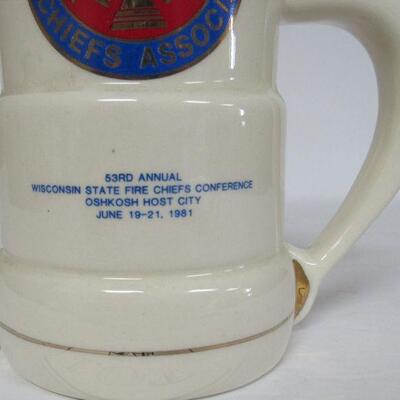 CHIEFS ASSOCI
53RD ANNUAL
WISCONSIN STATE FIRE CHIEFS CONFERENCE
OSHKOSH HOST CITY
JUNE 19-21, 1981